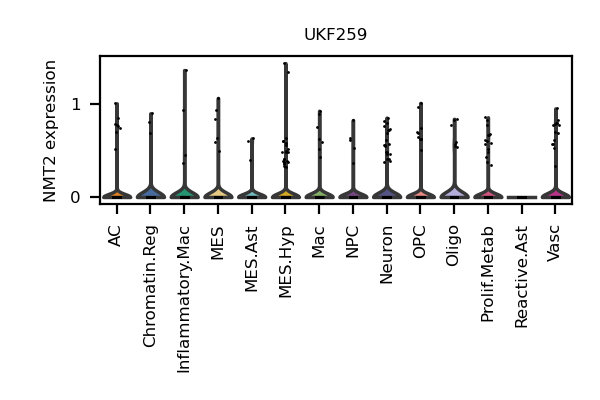 UKF259
NMT2 expression
1
0
AC
Chromatin.Reg
Inflammatory.Mac
MES
MES.Ast
MES.Hyp
Mac
NPC
Neuron
OPC
Oligo
Prolif.Metab
Reactive.Ast
Vasc